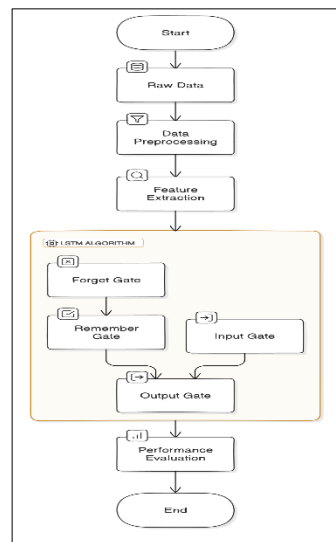 Start
Raw Data
Data
Preprocessing
Feature
Extraction
LSTM ALGORITHM
Forget Gate
Remember
Gate
Input Gate
Output Gate
Performance
Evaluation
End